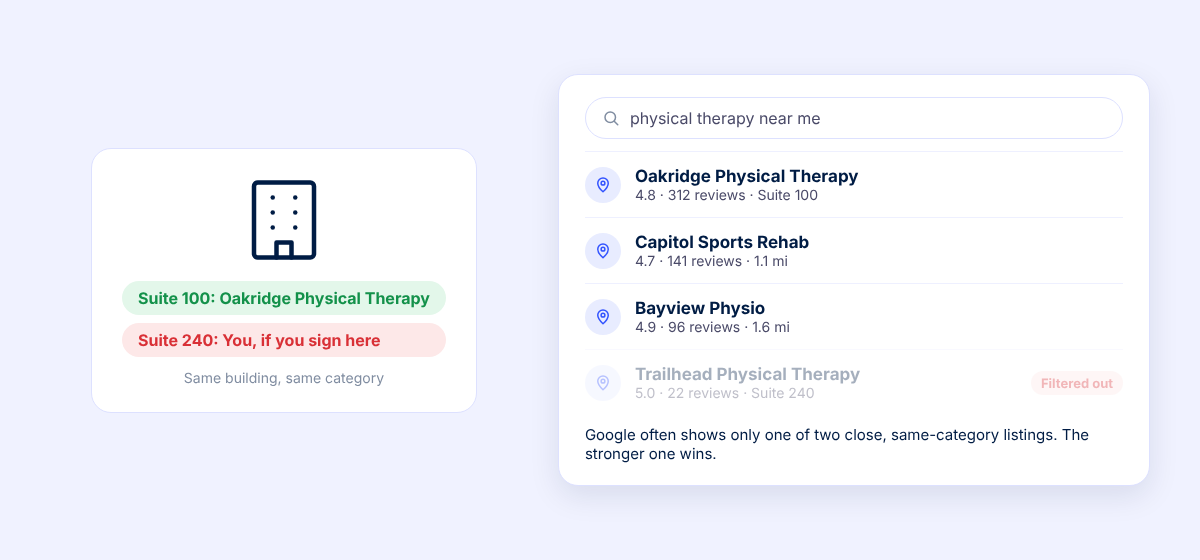 Suite 100: Oakridge Physical Therapy
Suite 240: You, if you sign here
Same building, same category
physical therapy near me
Oakridge Physical Therapy
4.8 · 312 reviews · Suite 100
Capitol Sports Rehab
4.7 · 141 reviews · 1.1 mi
Bayview Physio
4.9 · 96 reviews · 1.6 mi
Trailhead Physical Therapy
5.0 · 22 reviews · Suite 240
Filtered out
Google often shows only one of two close, same-category listings. The
stronger one wins.